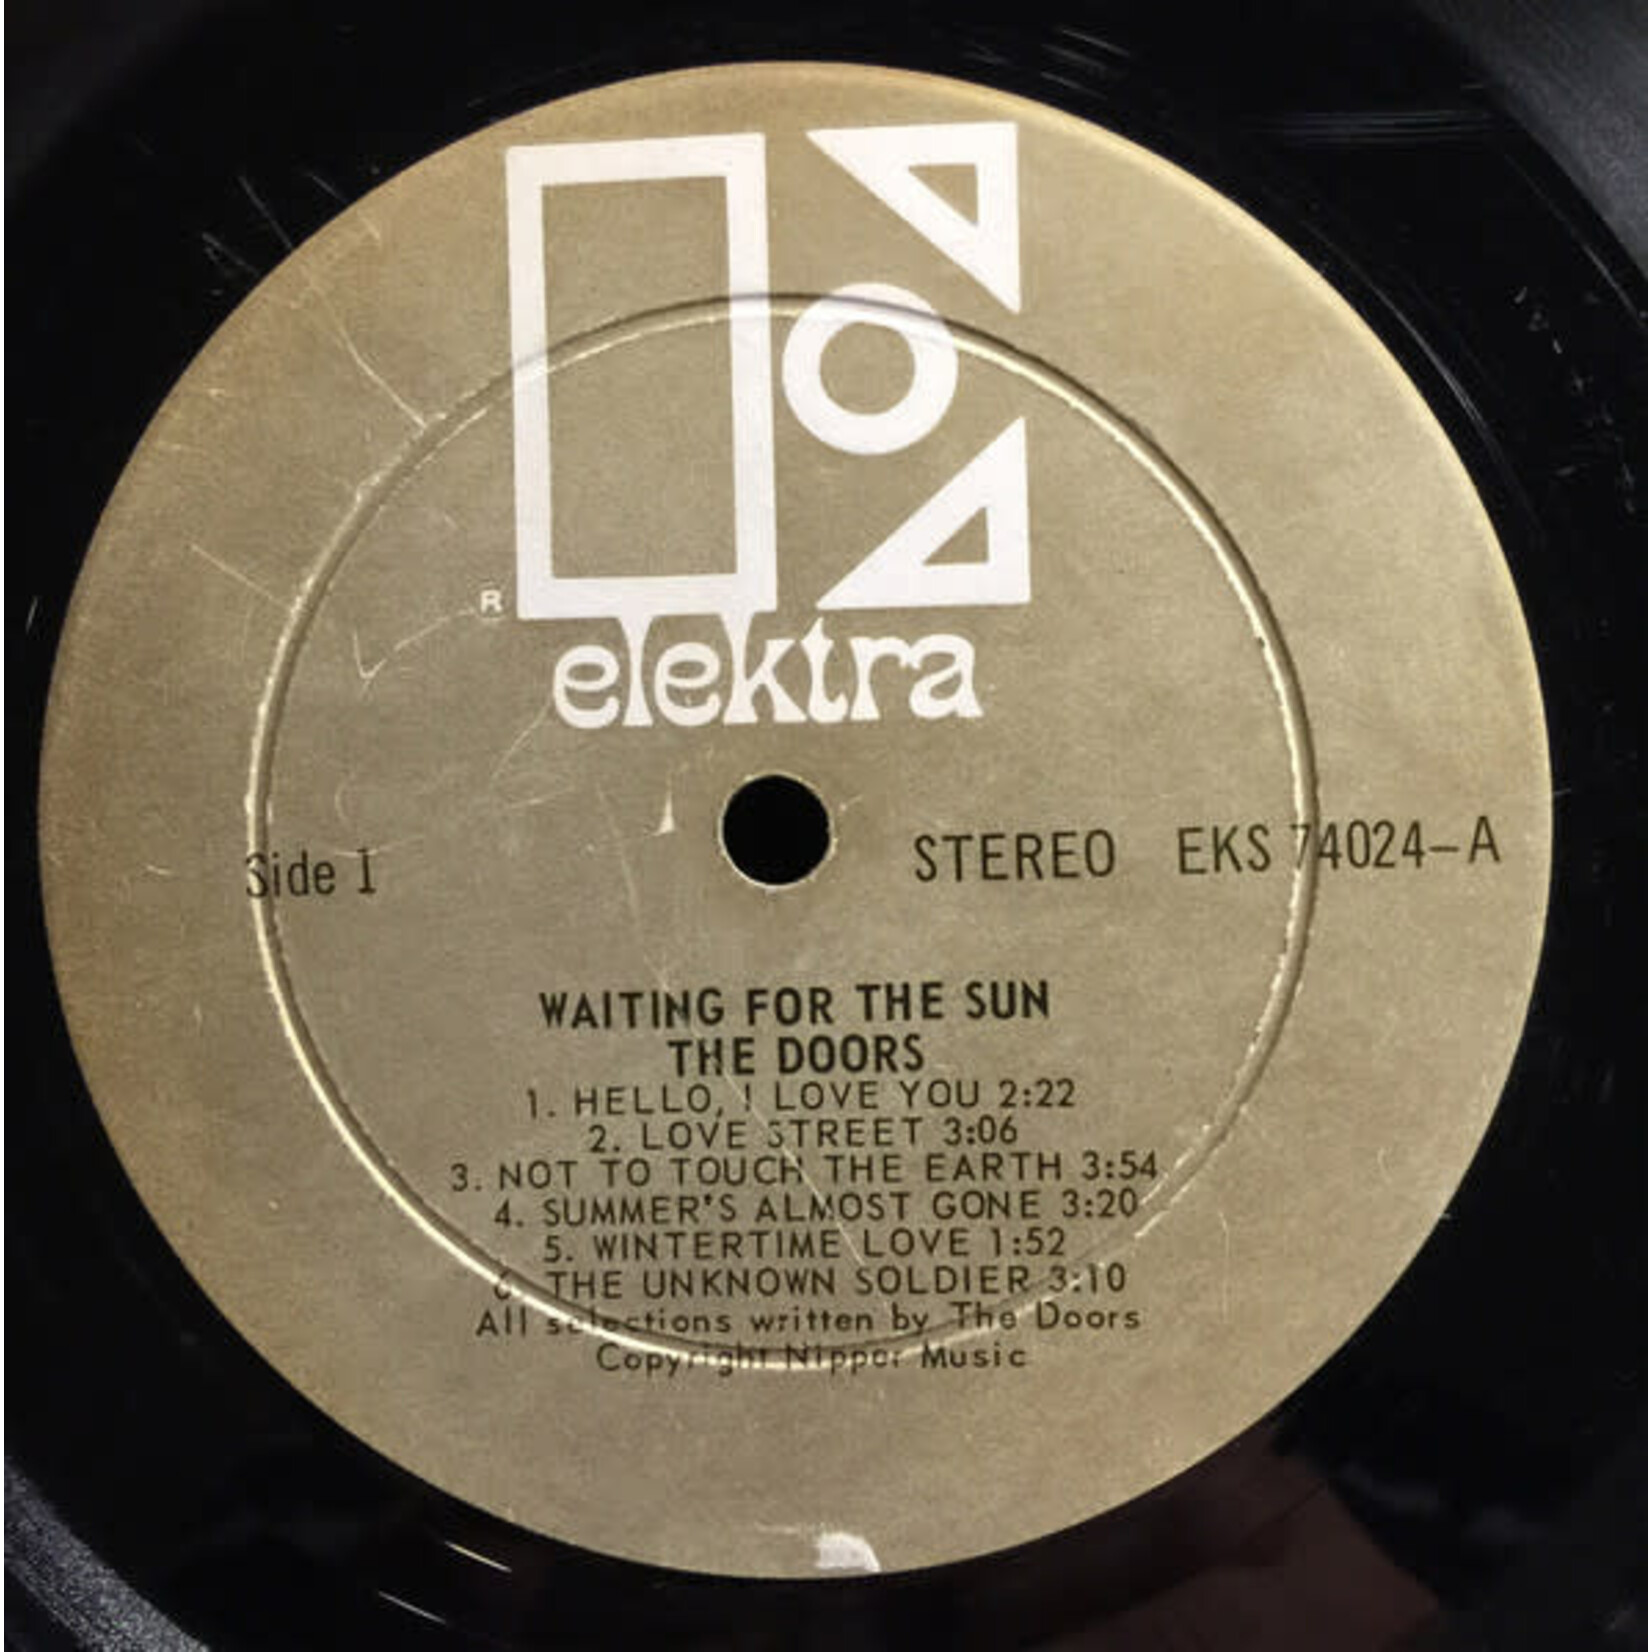 R
elektra
Side 1
STEREO EKS 74024-A
WAITING FOR THE SUN
THE DOORS
1. HELLO, I LOVE YOU 2:22
2. LOVE STREET 3:06
3. NOT TO TOUCH THE EARTH 3:54
4. SUMMER'S ALMOST GONE 3:20
5. WINTERTIME LOVE 1:52
6. THE UNKNOWN SOLDIER 3:10
All selections written by The Doors
Copyright Nipper Music